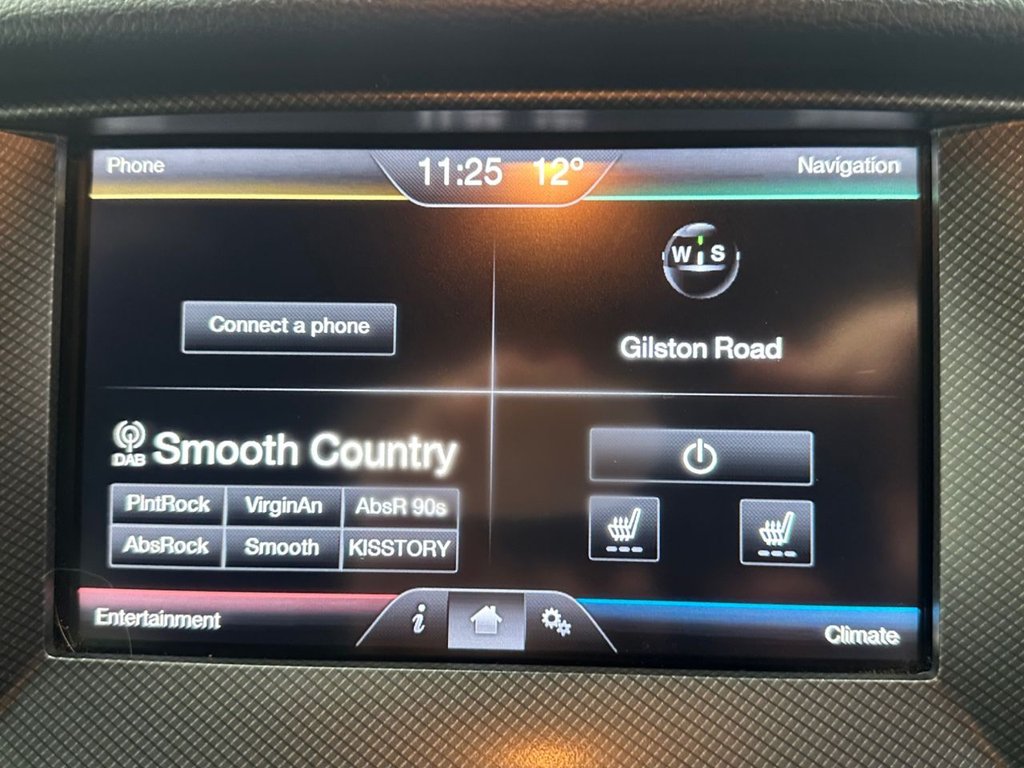 Phone
11:25 12°
Navigation
W S
Connect a phone
Gilston Road
DAB Smooth Country
PlntRock VirginAn AbsR 90s
AbsRock Smooth KISSTORY
Entertainment
i
Climate